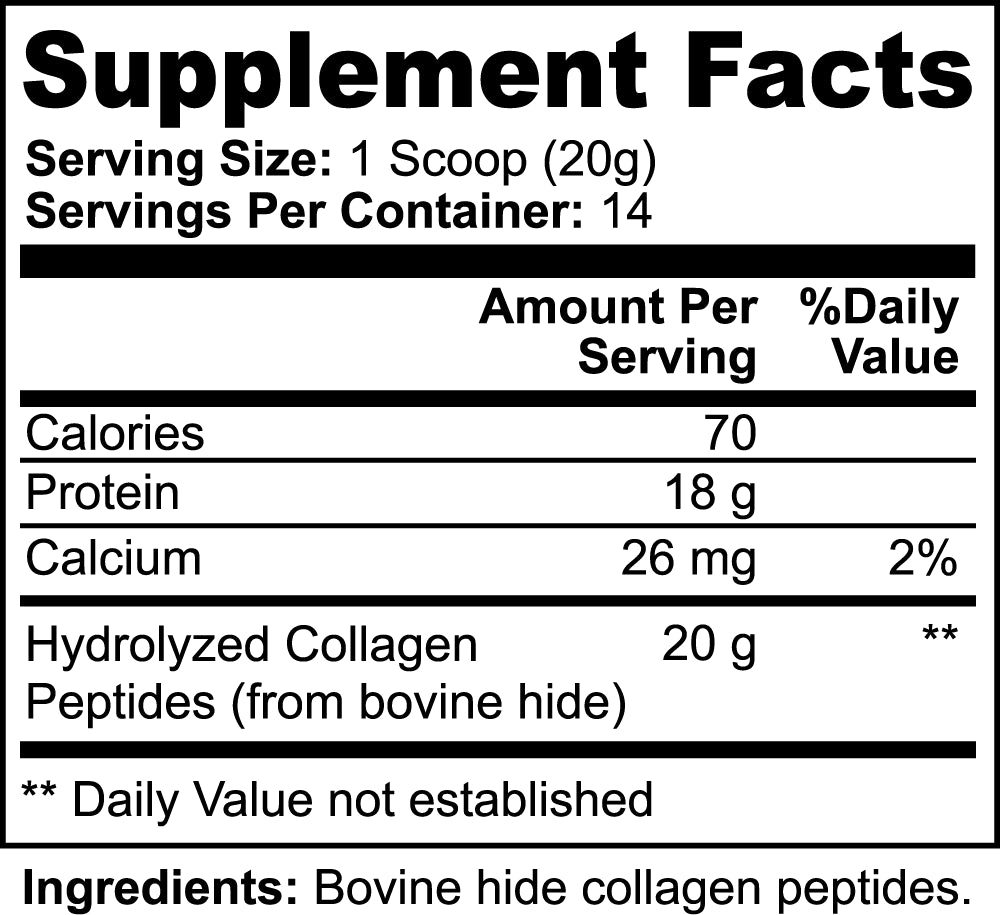 Supplement Facts
Serving Size: 1 Scoop (20g)
Servings Per Container: 14
Amount Per %Daily
Serving Value
Calories 70
Protein 18 g
Calcium 26 mg 2%
Hydrolyzed Collagen 20 g **
Peptides (from bovine hide)
** Daily Value not established
Ingredients: Bovine hide collagen peptides.